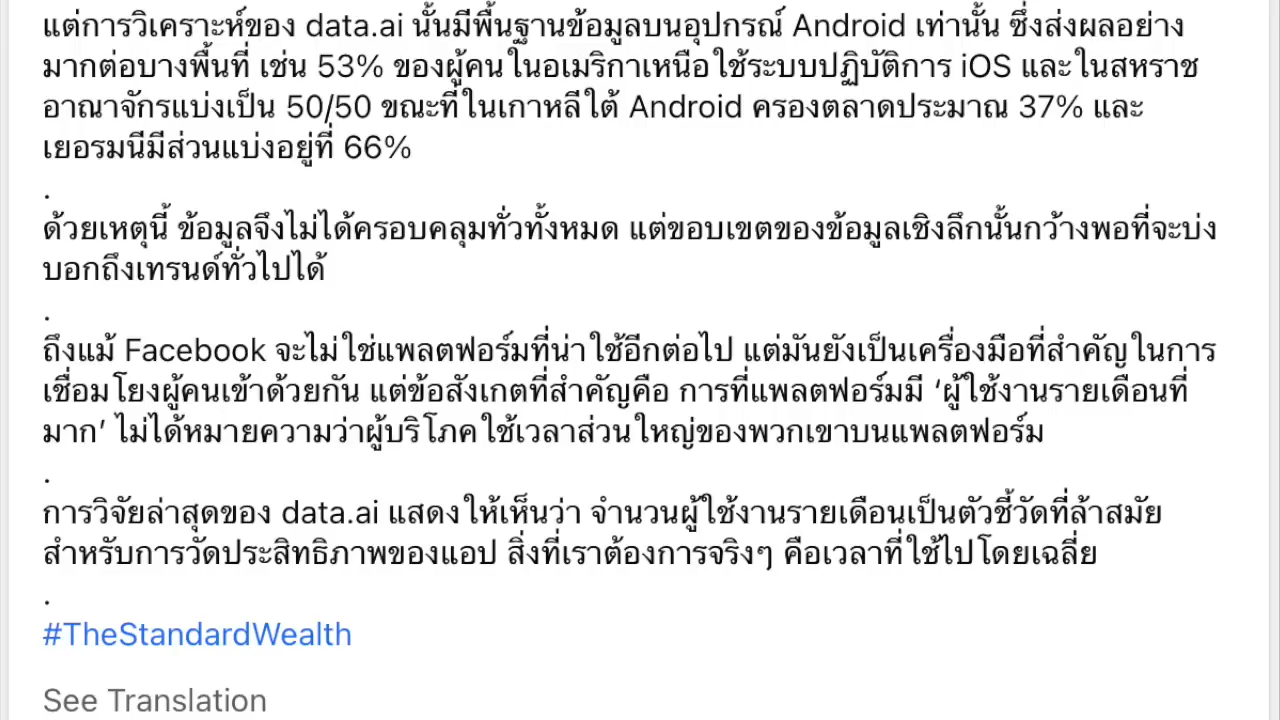 แต่การวิเคราะห์ของ data.ai นั้นมีพื้นฐานข้อมูลบนอุปกรณ์ Android เท่านั้น ซึ่งส่งผลอย่าง
มากต่อบางพื้นที่ เช่น 53% ของผู้คนในอเมริกาเหนือใช้ระบบปฏิบัติการ iOS และในสหราช
อาณาจักรแบ่งเป็น 50/50 ขณะที่ในเกาหลีใต้ Android ครองตลาดประมาณ 37% และ
เยอรมนีมีส่วนแบ่งอยู่ที่ 66%
.
ด้วยเหตุนี้ ข้อมูลจึงไม่ได้ครอบคลุมทั่วทั้งหมด แต่ขอบเขตของข้อมูลเชิงลึกนั้นกว้างพอที่จะบ่ง
บอกถึงเทรนด์ทั่วไปได้
.
ถึงแม้ Facebook จะไม่ใช่แพลตฟอร์มที่น่าใช้อีกต่อไป แต่มันยังเป็นเครื่องมือที่สำคัญในการ
เชื่อมโยงผู้คนเข้าด้วยกัน แต่ข้อสังเกตที่สำคัญคือ การที่แพลตฟอร์มมี ‘ผู้ใช้งานรายเดือนที่
มาก’ ไม่ได้หมายความว่าผู้บริโภคใช้เวลาส่วนใหญ่ของพวกเขาบนแพลตฟอร์ม
.
การวิจัยล่าสุดของ data.ai แสดงให้เห็นว่า จำนวนผู้ใช้งานรายเดือนเป็นตัวชี้วัดที่ล้าสมัย
สำหรับการวัดประสิทธิภาพของแอป สิ่งที่เราต้องการจริงๆ คือเวลาที่ใช้ไปโดยเฉลี่ย
.
#TheStandardWealth
See Translation